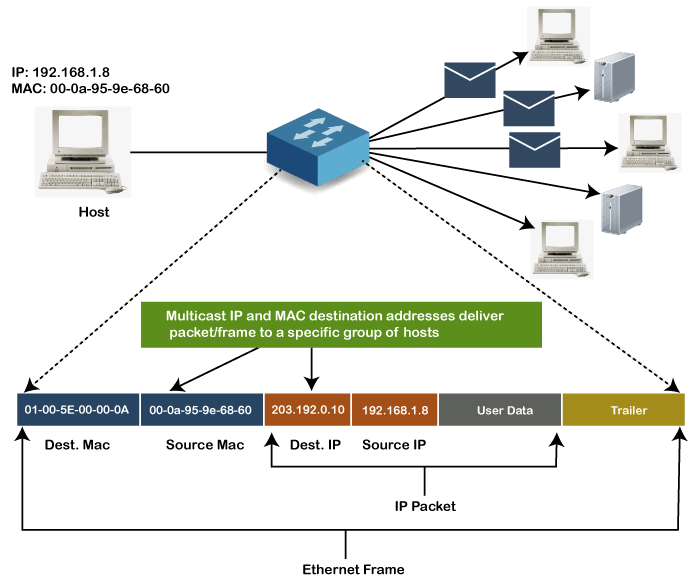 IP: 192.168.1.8
MAC: 00-0a-95-9e-68-60
Host
Multicast IP and MAC destination addresses deliver
packet/frame to a specific group of hosts
01-00-5E-00-00-0A
00-0a-95-9e-68-60
203.192.0.10
192.168.1.8
User Data
Trailer
Dest. Mac
Source Mac
Dest. IP
Source IP
IP Packet
Ethernet Frame